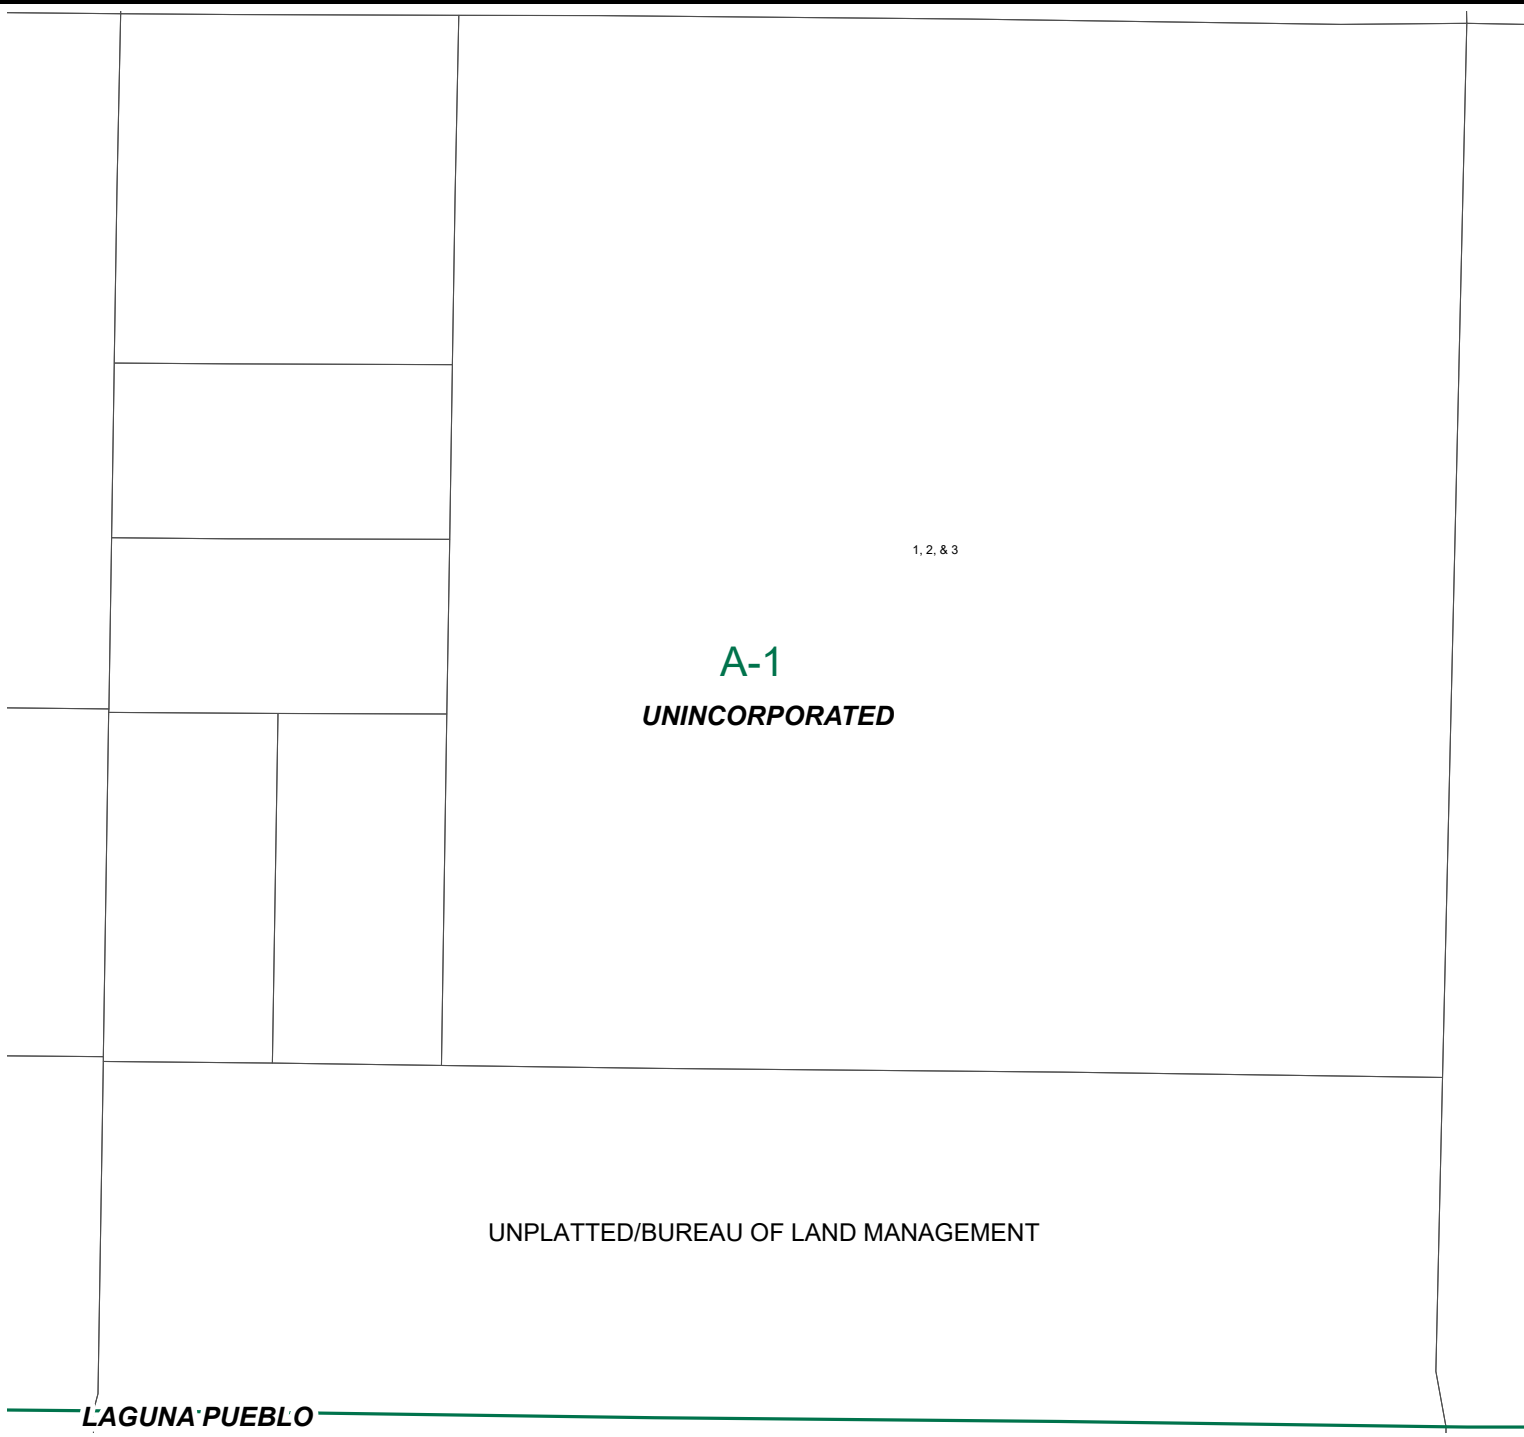 1, 2, & 3
A-1
UNINCORPORATED
UNPLATTED/BUREAU OF LAND MANAGEMENT
LAGUNA PUEBLO